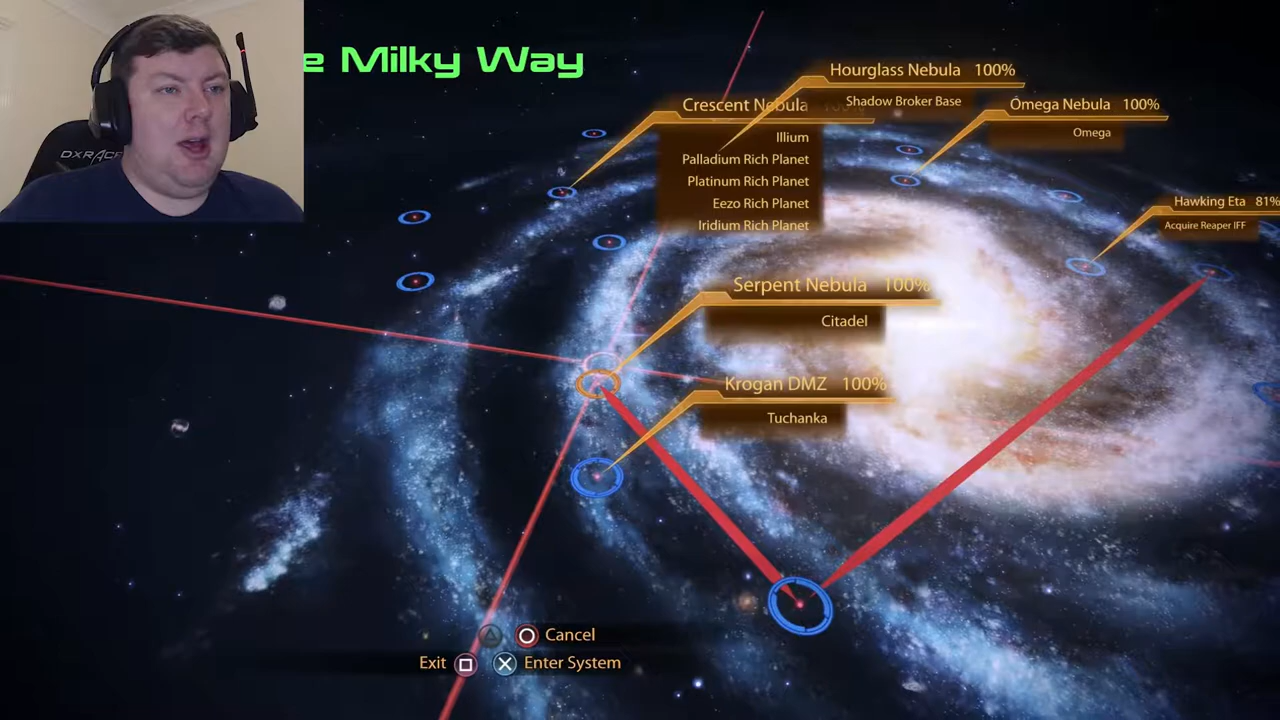 e Milky Way
Hourglass Nebula 100%
Shadow Broker Base
Crescent Nebula
Illium
Palladium Rich Planet
Platinum Rich Planet
Eezo Rich Planet
Iridium Rich Planet
Omega Nebula 100%
Omega
Hawking Eta 81%
Acquire Reaper IFF
Serpent Nebula 100%
Citadel
Krogan DMZ 100%
Tuchanka
Cancel
Exit
Enter System
DXRACE